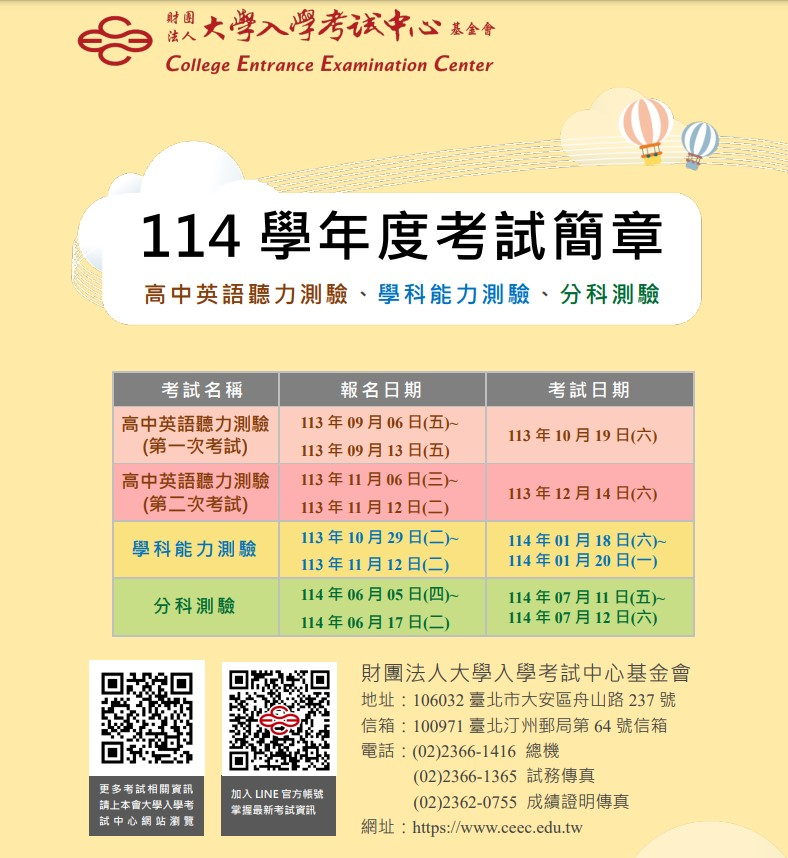 財團法人 大學入學考試中心 基金會
College Entrance Examination Center
114 學年度考試簡章
高中英語聽力測驗、學科能力測驗、分科測驗
考試名稱 報名日期 考試日期
高中英語聽力測驗 113 年 09 月 06 日(五)~
(第一次考試) 113 年 09 月 13 日(五) 113 年 10 月 19 日(六)
高中英語聽力測驗 113 年 11 月 06 日(三)~
(第二次考試) 113 年 11 月 12 日(二) 113 年 12 月 14 日(六)
學科能力測驗 113 年 10 月 29 日(二)~ 114 年 01 月 18 日(六)~
113 年 11 月 12 日(二) 114 年 01 月 20 日(一)
分科測驗 114 年 06 月 05 日(四)~ 114 年 07 月 11 日(五)~
114 年 06 月 17 日(二) 114 年 07 月 12 日(六)
更多考試相關資訊
請上本會大學入學考
試中心網站瀏覽
加入 LINE 官方帳號
掌握最新考試資訊
財團法人大學入學考試中心基金會
地址：106032 臺北市大安區舟山路 237 號
信箱：100971 臺北汀州郵局第 64 號信箱
電話：(02)2366-1416 總機
(02)2366-1365 試務傳真
(02)2362-0755 成績證明傳真
網址：https://www.ceec.edu.tw